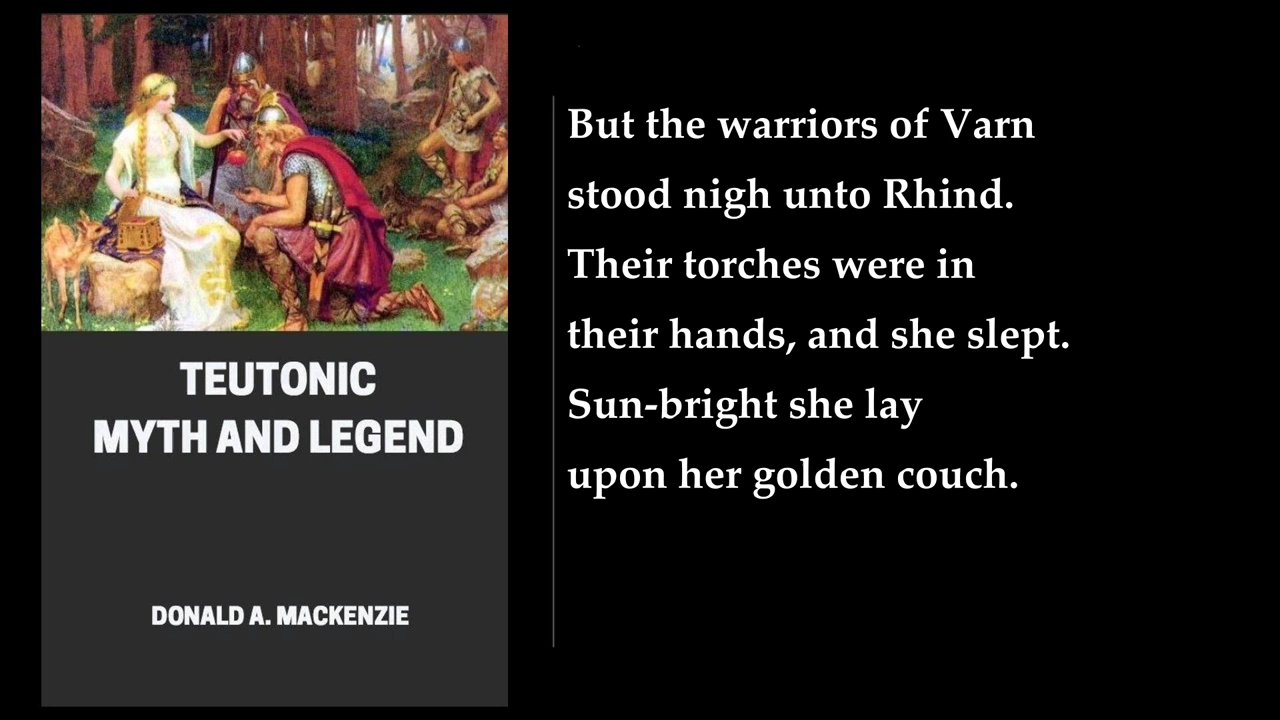 TEUTONIC
MYTH AND LEGEND
DONALD A. MACKENZIE
But the warriors of Varn
stood nigh unto Rhind.
Their torches were in
their hands, and she slept.
Sun-bright she lay
upon her golden couch.